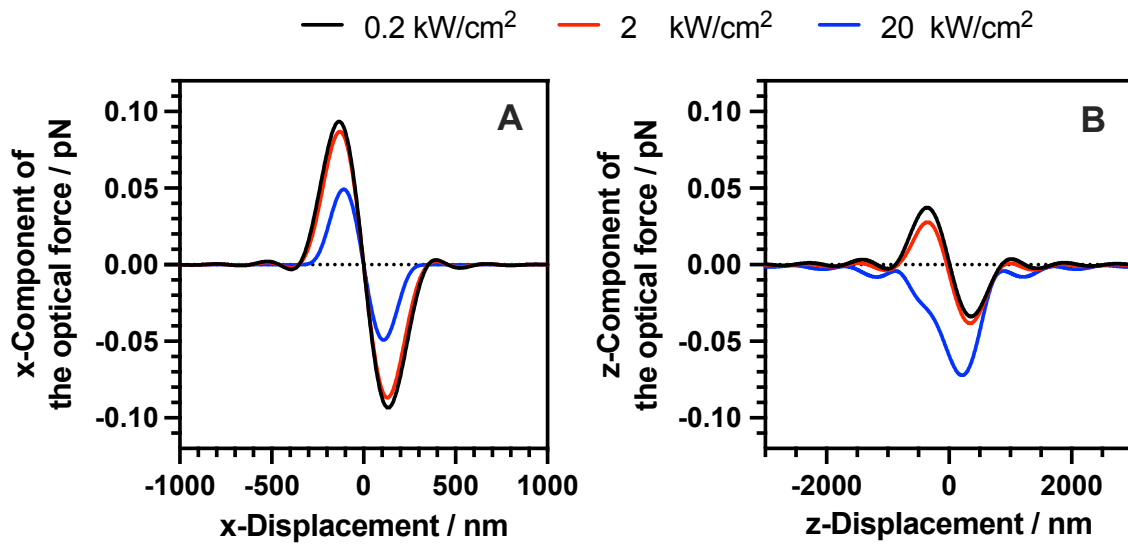 0.2 kW/cm²
2 kW/cm²
20 kW/cm²
A
x-Component of
the optical force / pN
0.10
0.05
0.00
-0.05
-0.10
-1000 -500 0 500 1000
x-Displacement / nm
B
z-Component of
the optical force / pN
0.10
0.05
0.00
-0.05
-0.10
-2000 0 2000
z-Displacement / nm